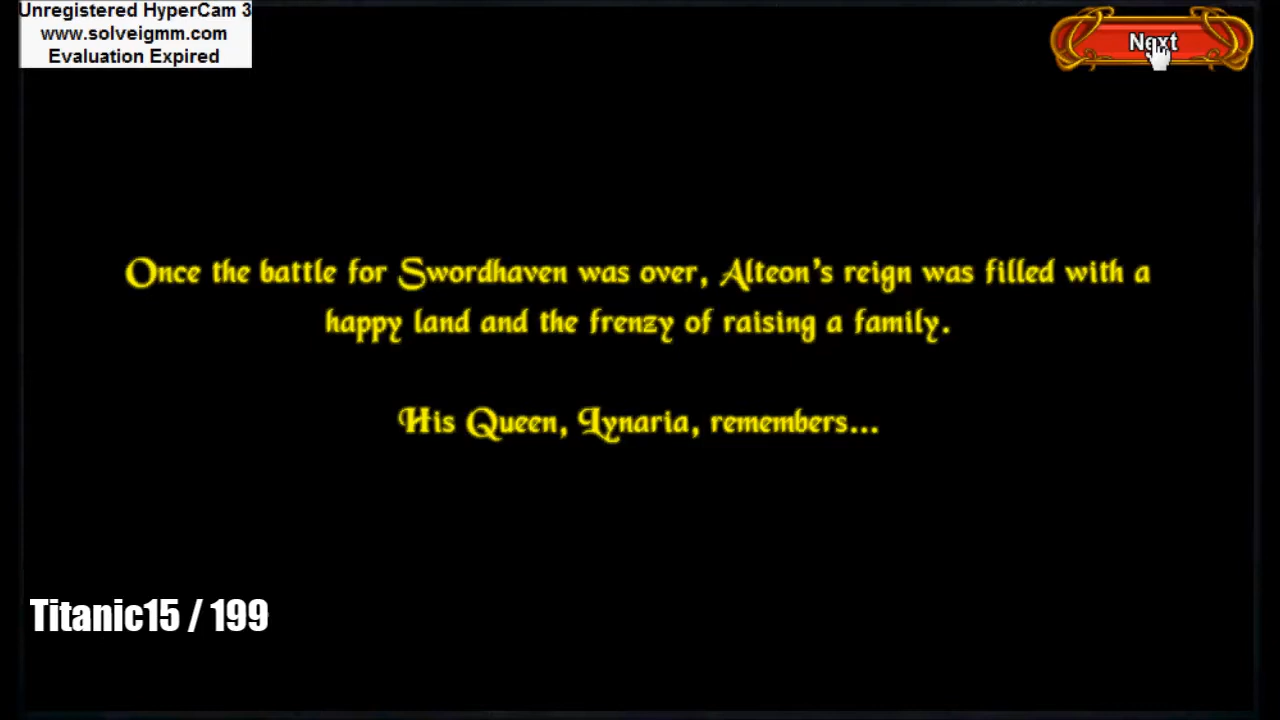 Unregistered HyperCam 3
www.solveigmm.com
Evaluation Expired
Next
Once the battle for Swordhaven was over, Alteon's reign was filled with a
happy land and the frenzy of raising a family.
His Queen, Lynaria, remembers...
Titanic15 / 199